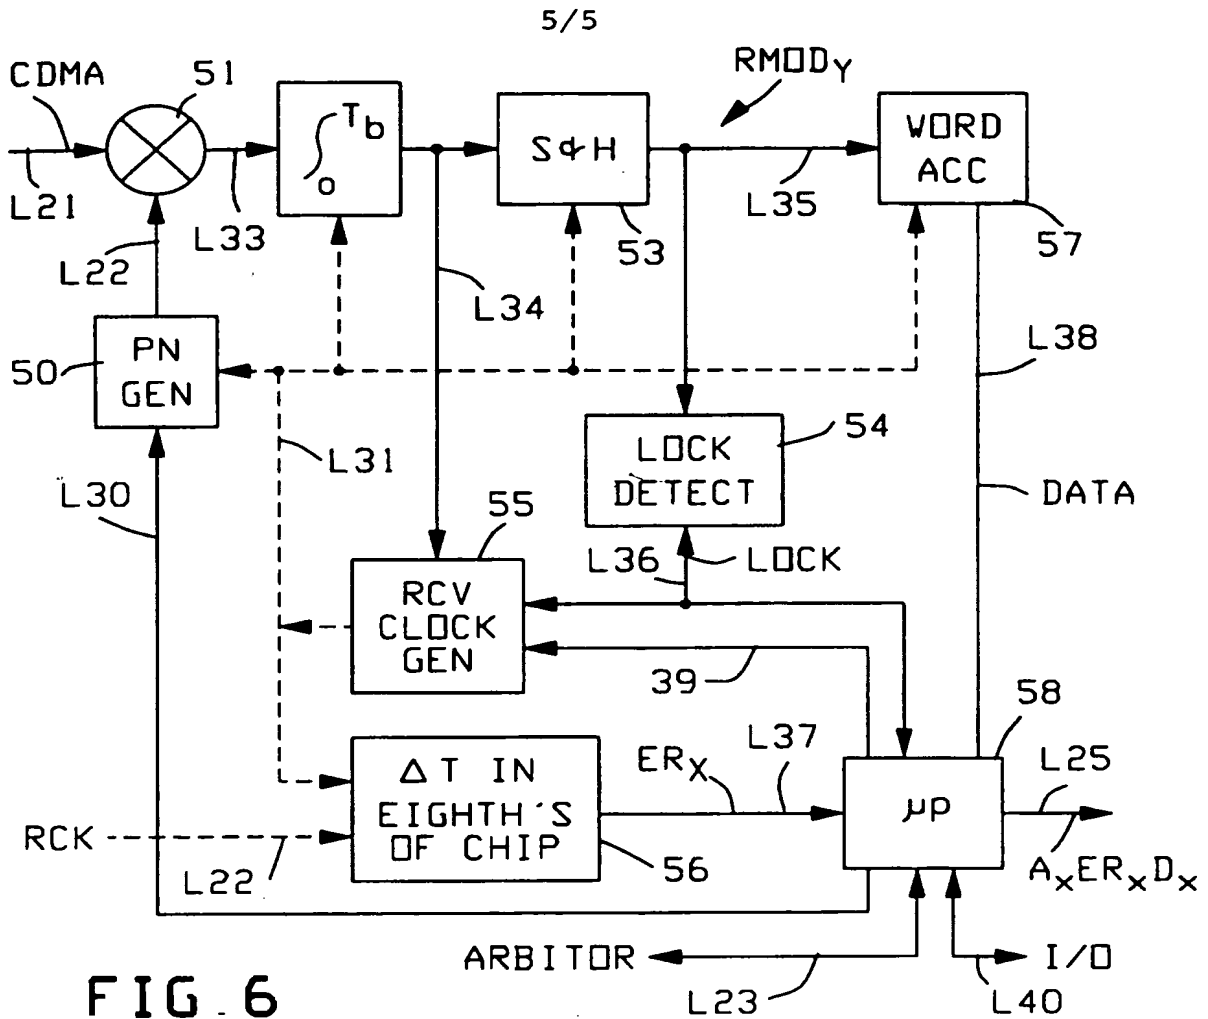 5/5
CDMA
51
RMODY
∫ Tb
o
S&H
WORD
ACC
L21
L33
L35
53
57
L22
L34
PN
GEN
50
L38
54
L31
LOCK
DETECT
L30
DATA
55
L36
LOCK
RCV
CLOCK
GEN
39
58
L37
ERX
L25
Δ T IN
EIGHTH'S
OF CHIP
μP
RCK
L22
56
AxERxDx
ARBITOR
I/O
L23
L40
FIG. 6